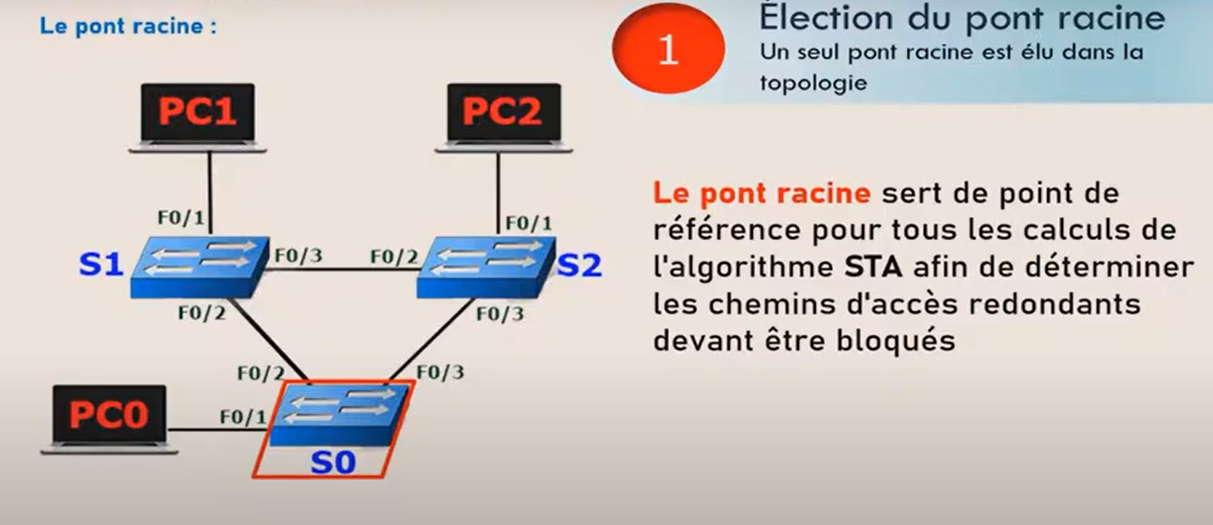 Le pont racine :
1
Élection du pont racine
Un seul pont racine est élu dans la
topologie
PC1
PC2
F0/1
F0/1
S1
F0/3
F0/2
S2
F0/2
F0/3
F0/2
F0/3
PC0
F0/1
S0
Le pont racine sert de point de
référence pour tous les calculs de
l'algorithme STA afin de déterminer
les chemins d'accès redondants
devant être bloqués